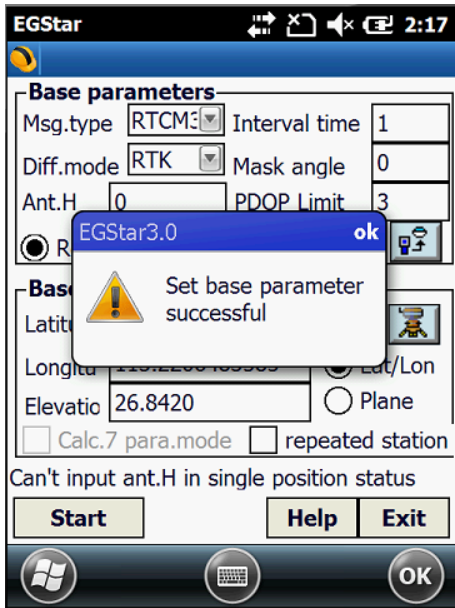 EGStar 2:17
Base parameters
Msg.type RTCM3 Interval time 1
Diff.mode RTK Mask angle 0
Ant.H 0 PDOP Limit 3
EGStar3.0 ok
R
Set base parameter
successful
Base
Latitu
Longitu Lat/Lon
Elevatio 26.8420 Plane
Calc.7 para.mode repeated station
Can't input ant.H in single position status
Start Help Exit
OK